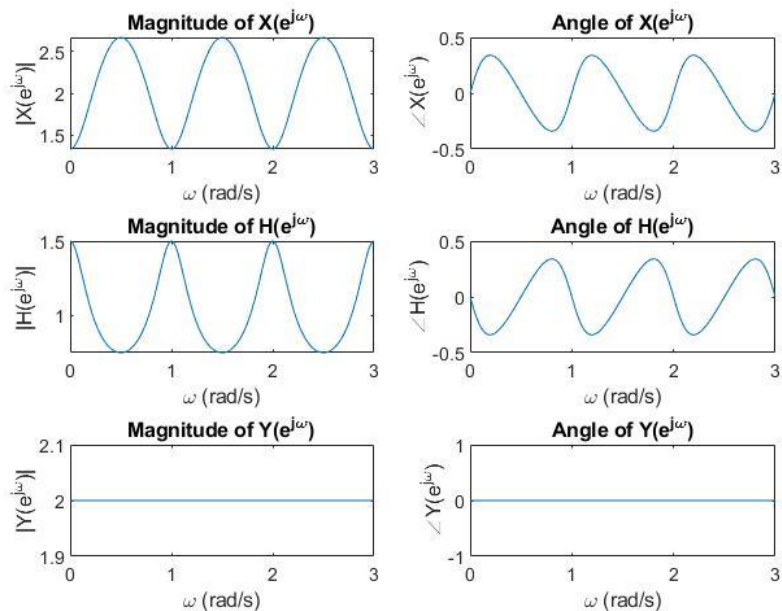 Magnitude of X(e^jω)
|X(e^jω)|
2.5
2
1.5
0 1 2 3
ω (rad/s)
Angle of X(e^jω)
∠X(e^jω)
0.5
0
-0.5
0 1 2 3
ω (rad/s)
Magnitude of H(e^jω)
|H(e^jω)|
1.5
1
0 1 2 3
ω (rad/s)
Angle of H(e^jω)
∠H(e^jω)
0.5
0
-0.5
0 1 2 3
ω (rad/s)
Magnitude of Y(e^jω)
|Y(e^jω)|
2.1
2
1.9
0 1 2 3
ω (rad/s)
Angle of Y(e^jω)
∠Y(e^jω)
1
0
-1
0 1 2 3
ω (rad/s)